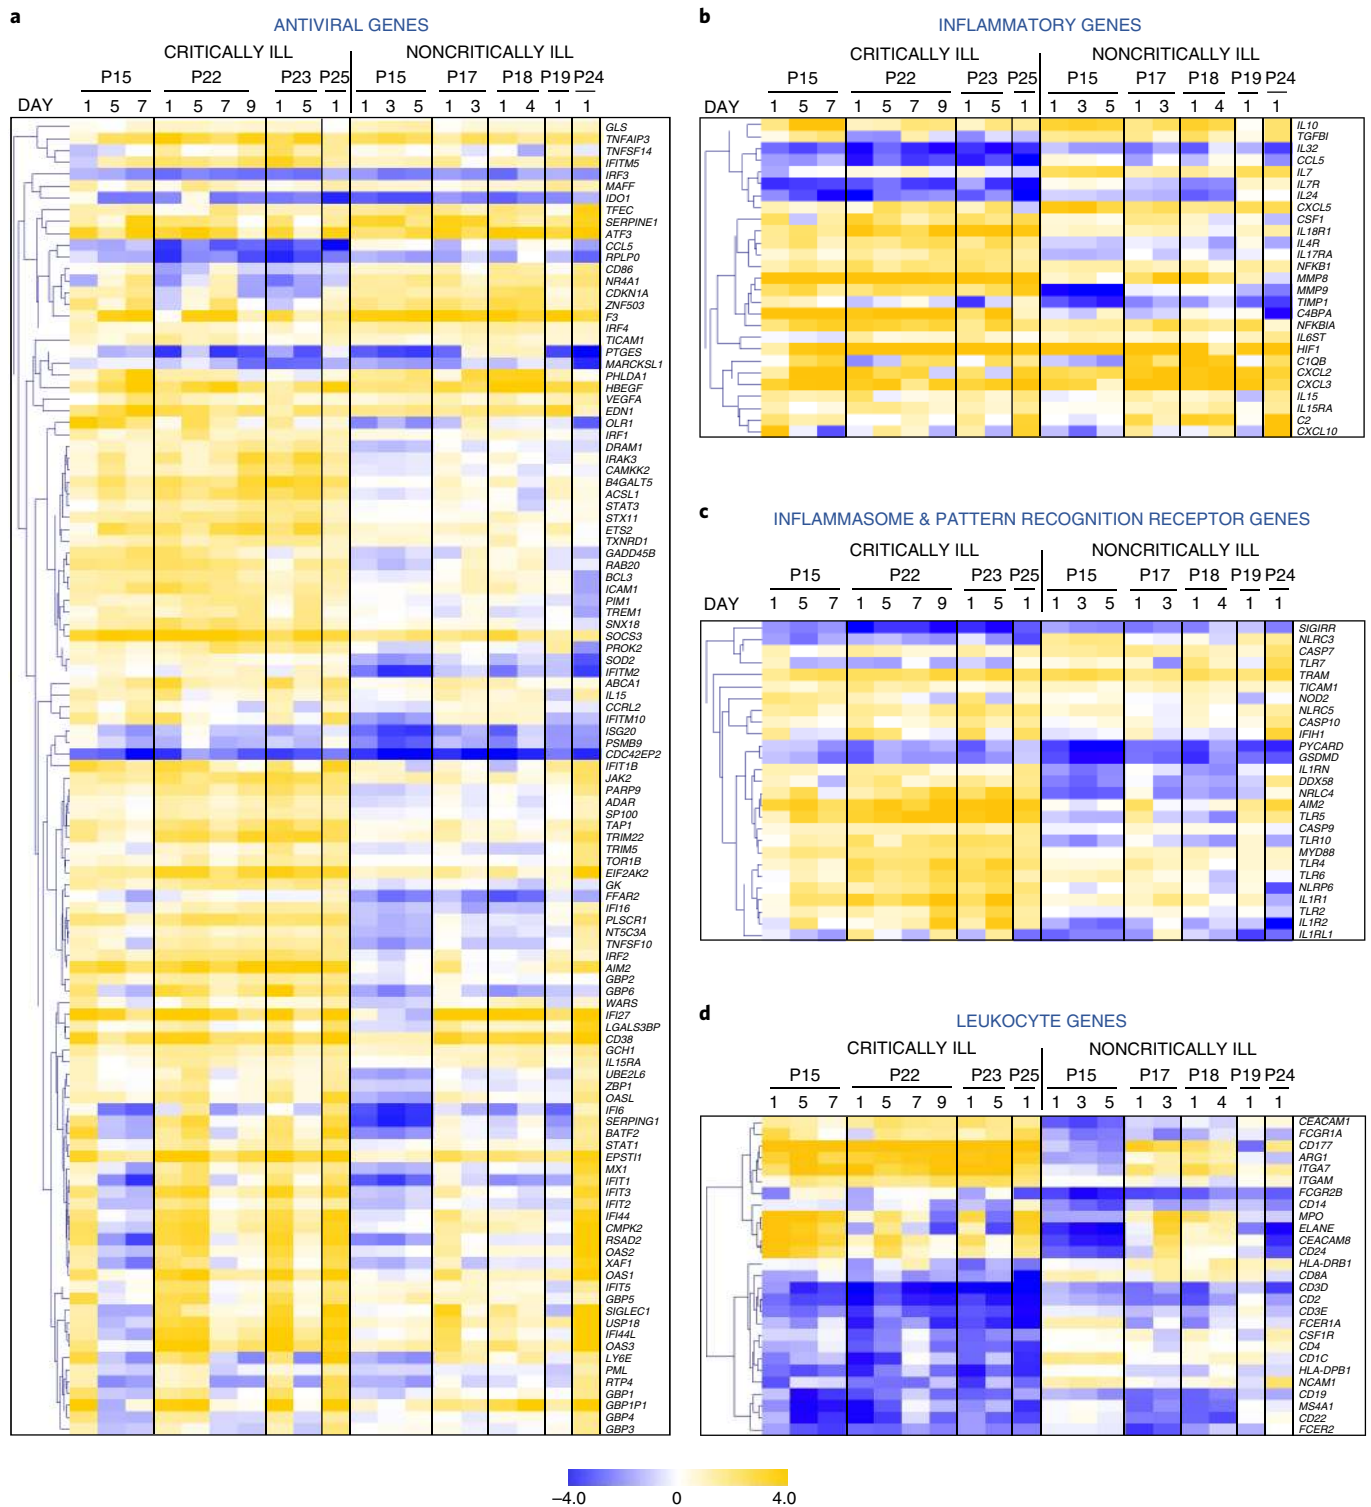 a
ANTIVIRAL GENES
CRITICALLY ILL NONCRITICALLY ILL
P15 P22 P23 P25 P15 P17 P18 P19 P24
DAY 1 5 7 1 5 7 9 1 5 1 1 3 5 1 3 1 4 1 1
GLS
TNFAIP3
TNFSF14
IFITM5
IRF3
MAFF
IDO1
TFEC
SERPINE1
ATF3
CCL5
RPLP0
CD86
NR4A1
CDKN1A
ZNF503
F3
IRF4
TICAM1
PTGES
MARCKSL1
PHLDA1
HBEGF
VEGFA
EDN1
OLR1
IRF1
DRAM1
IRAK3
CAMKK2
B4GALT5
ACSL1
STAT3
STX11
ETS2
TXNRD1
GADD45B
RAB20
BCL3
ICAM1
PIM1
TREM1
SNX18
SOCS3
PROK2
SOD2
IFITM2
ABCA1
IL15
CCRL2
IFITM10
ISG20
PSMB9
CDC42EP2
IFIT1B
JAK2
PARP9
ADAR
SP100
TAP1
TRIM22
TRIM5
TOR1B
EIF2AK2
GK
FFAR2
IFI16
PLSCR1
NT5C3A
TNFSF10
IRF2
AIM2
GBP2
GBP6
WARS
IFI27
LGALS3BP
CD38
GCH1
IL15RA
UBE2L6
ZBP1
OASL
IFI6
SERPING1
BATF2
STAT1
EPSTI1
MX1
IFIT1
IFIT3
IFIT2
IFI44
CMPK2
RSAD2
OAS2
XAF1
OAS1
IFIT5
GBP5
SIGLEC1
USP18
IFI44L
OAS3
LY6E
PML
RTP4
GBP1
GBP1P1
GBP4
GBP3
b
INFLAMMATORY GENES
CRITICALLY ILL NONCRITICALLY ILL
P15 P22 P23 P25 P15 P17 P18 P19 P24
DAY 1 5 7 1 5 7 9 1 5 1 1 3 5 1 3 1 4 1 1
IL10
TGFBI
IL32
CCL5
IL7
IL7R
IL24
CXCL5
CSF1
IL18R1
IL4R
IL17RA
NFKB1
MMP8
MMP9
TIMP1
C4BPA
NFKBIA
IL6ST
HIF1
C1QB
CXCL2
CXCL3
IL15
IL15RA
C2
CXCL10
c
INFLAMMASOME & PATTERN RECOGNITION RECEPTOR GENES
CRITICALLY ILL NONCRITICALLY ILL
P15 P22 P23 P25 P15 P17 P18 P19 P24
DAY 1 5 7 1 5 7 9 1 5 1 1 3 5 1 3 1 4 1 1
SIGIRR
NLRC3
CASP7
TLR7
TRAM
TICAM1
NOD2
NLRC5
CASP10
IFIH1
PYCARD
GSDMD
IL1RN
DDX58
NRLC4
AIM2
TLR5
CASP9
TLR10
MYD88
TLR4
TLR6
NLRP6
IL1R1
TLR2
IL1R2
IL1RL1
d
LEUKOCYTE GENES
CRITICALLY ILL NONCRITICALLY ILL
P15 P22 P23 P25 P15 P17 P18 P19 P24
1 5 7 1 5 7 9 1 5 1 1 3 5 1 3 1 4 1 1
CEACAM1
FCGR1A
CD177
ARG1
ITGA7
ITGAM
FCGR2B
CD14
MPO
ELANE
CEACAM8
CD24
HLA-DRB1
CD8A
CD3D
CD2
CD3E
FCER1A
CSF1R
CD4
CD1C
HLA-DPB1
NCAM1
CD19
MS4A1
CD22
FCER2
–4.0 0 4.0